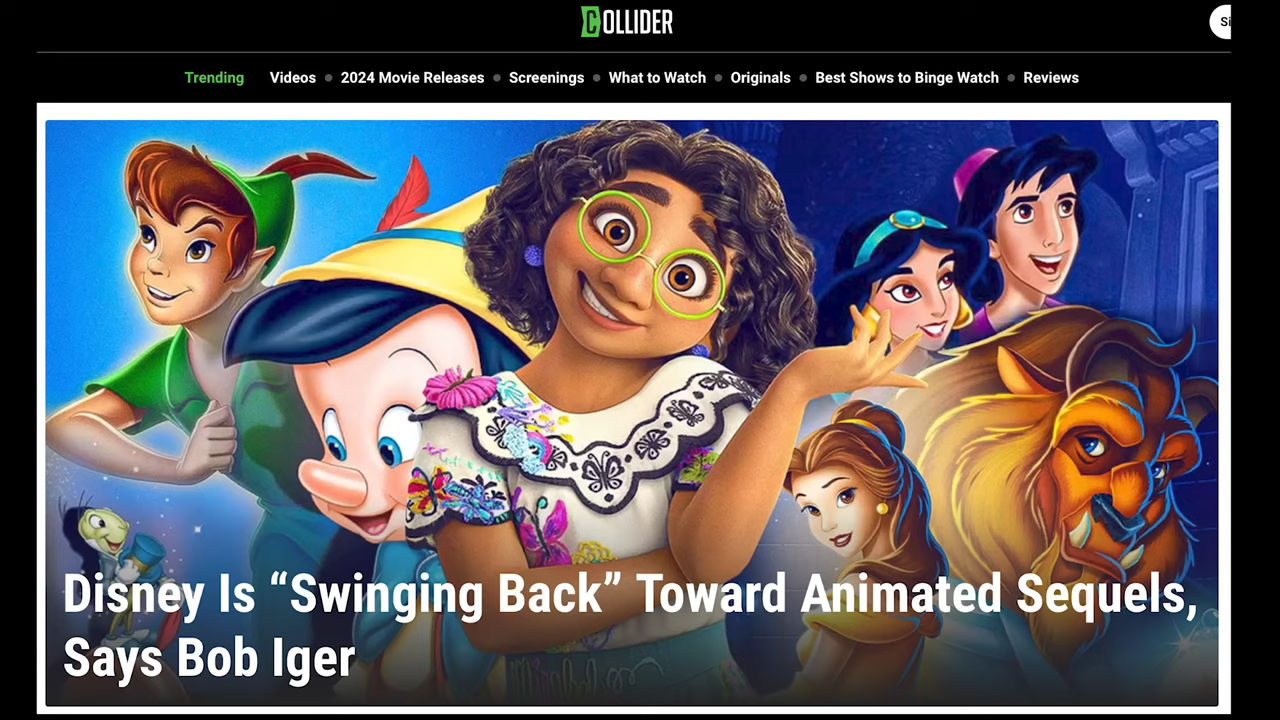 COLLIDER
Si
Trending Videos 2024 Movie Releases Screenings What to Watch Originals Best Shows to Binge Watch Reviews
Disney Is “Swinging Back” Toward Animated Sequels,
Says Bob Iger